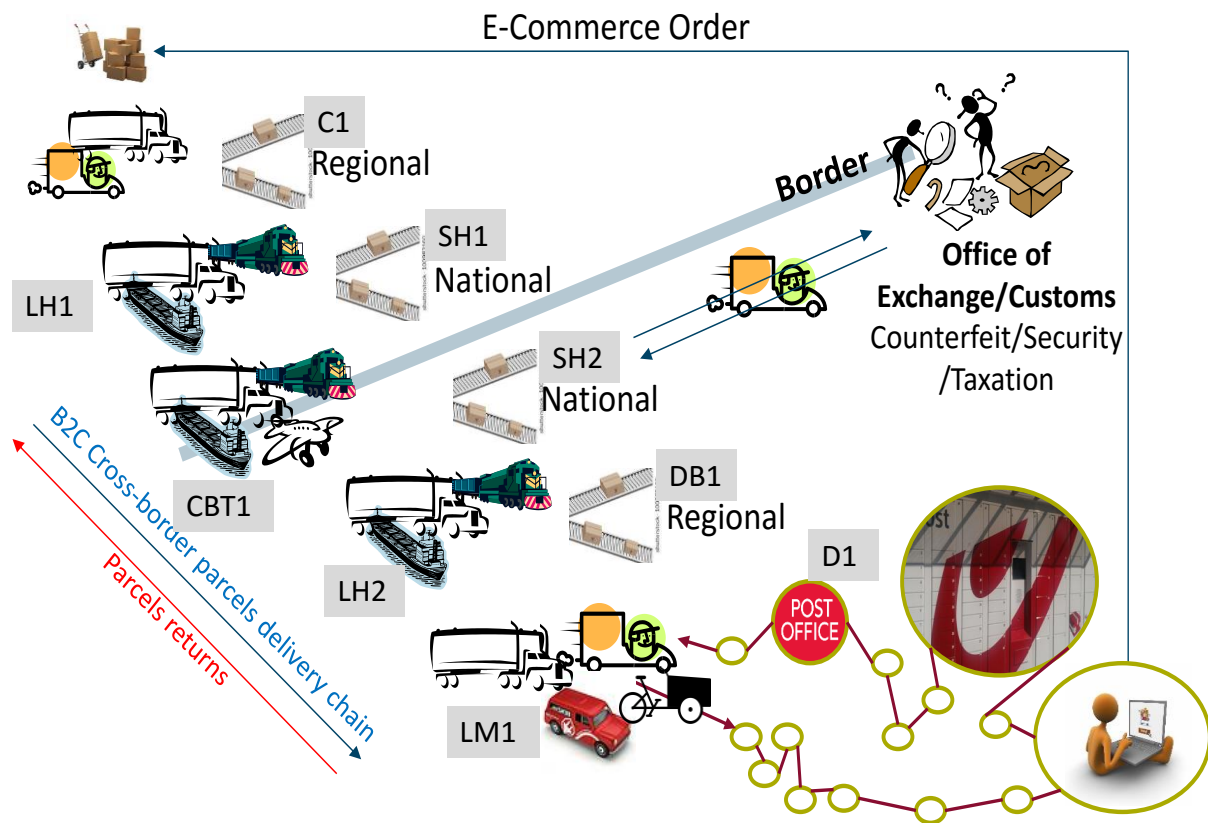 E-Commerce Order
C1
Regional
SH1
National
LH1
Border
Office of
Exchange/Customs
Counterfeit/Security
/Taxation
SH2
National
CBT1
DB1
Regional
LH2
B2C Cross-boruer parcels delivery chain
Parcels returns
D1
ost
POST
OFFICE
LM1